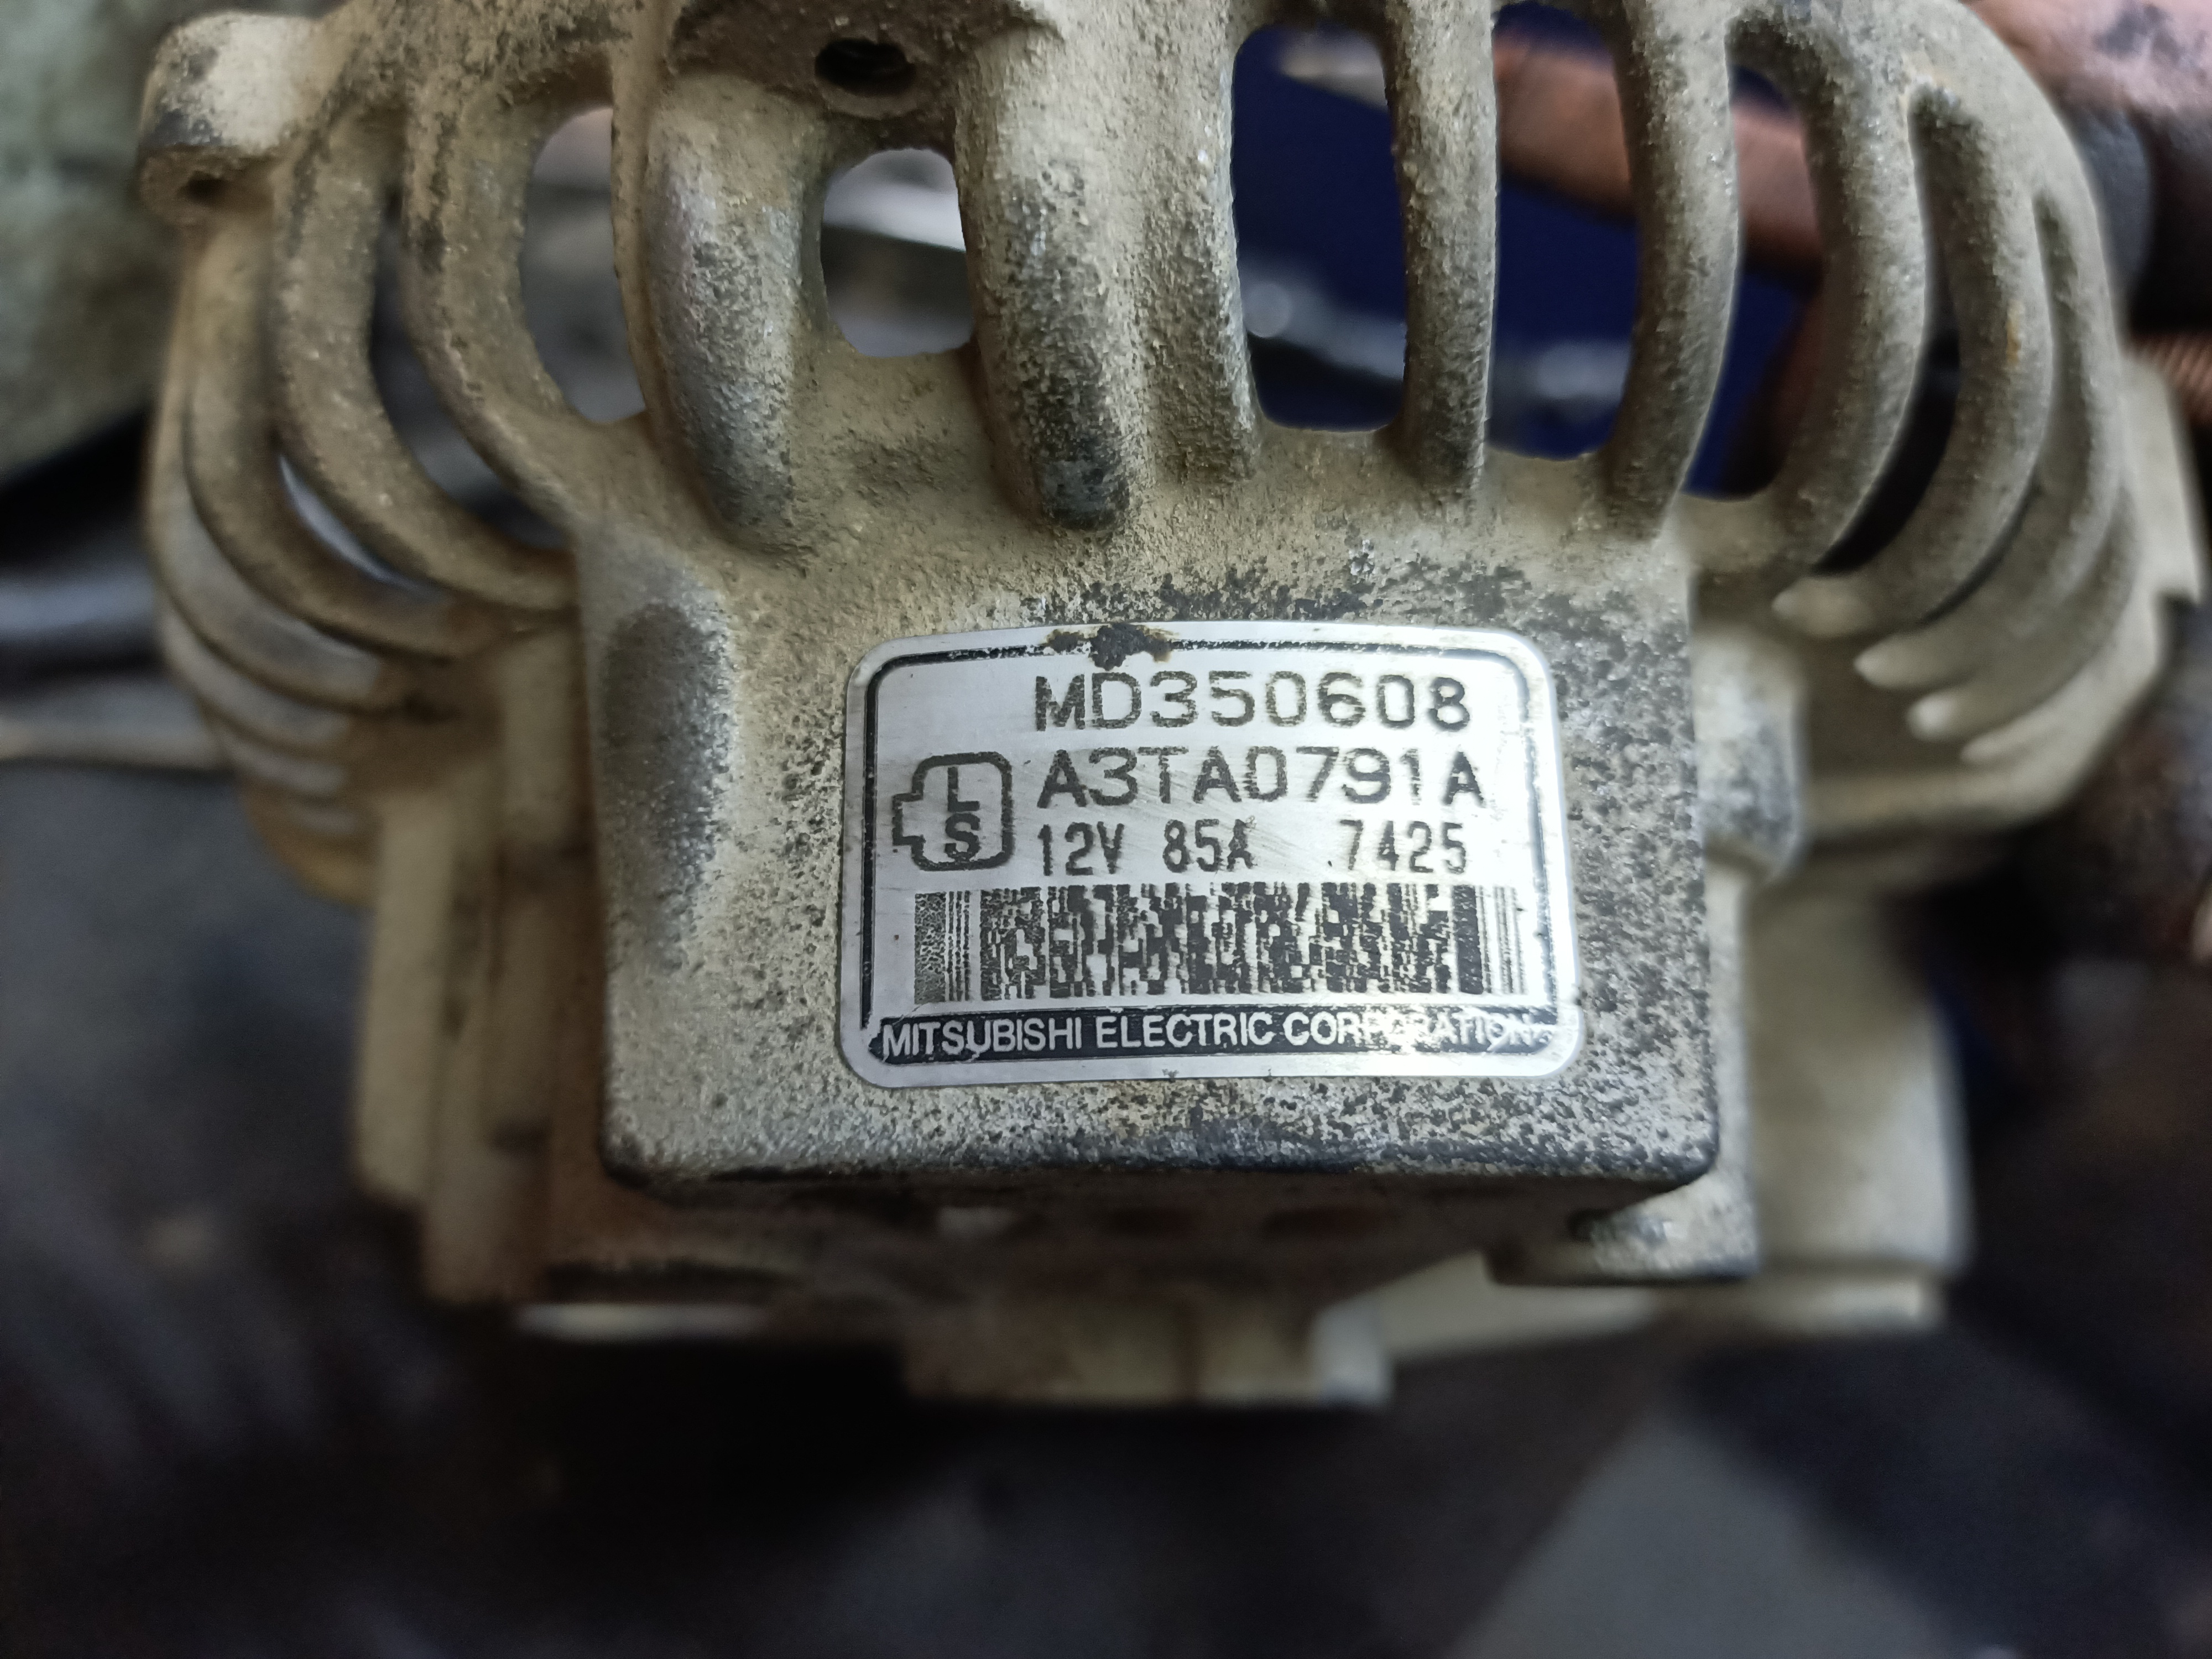 MD350608
L A3TA0791A
S 12V 85A 7425
MITSUBISHI ELECTRIC CORPORATION